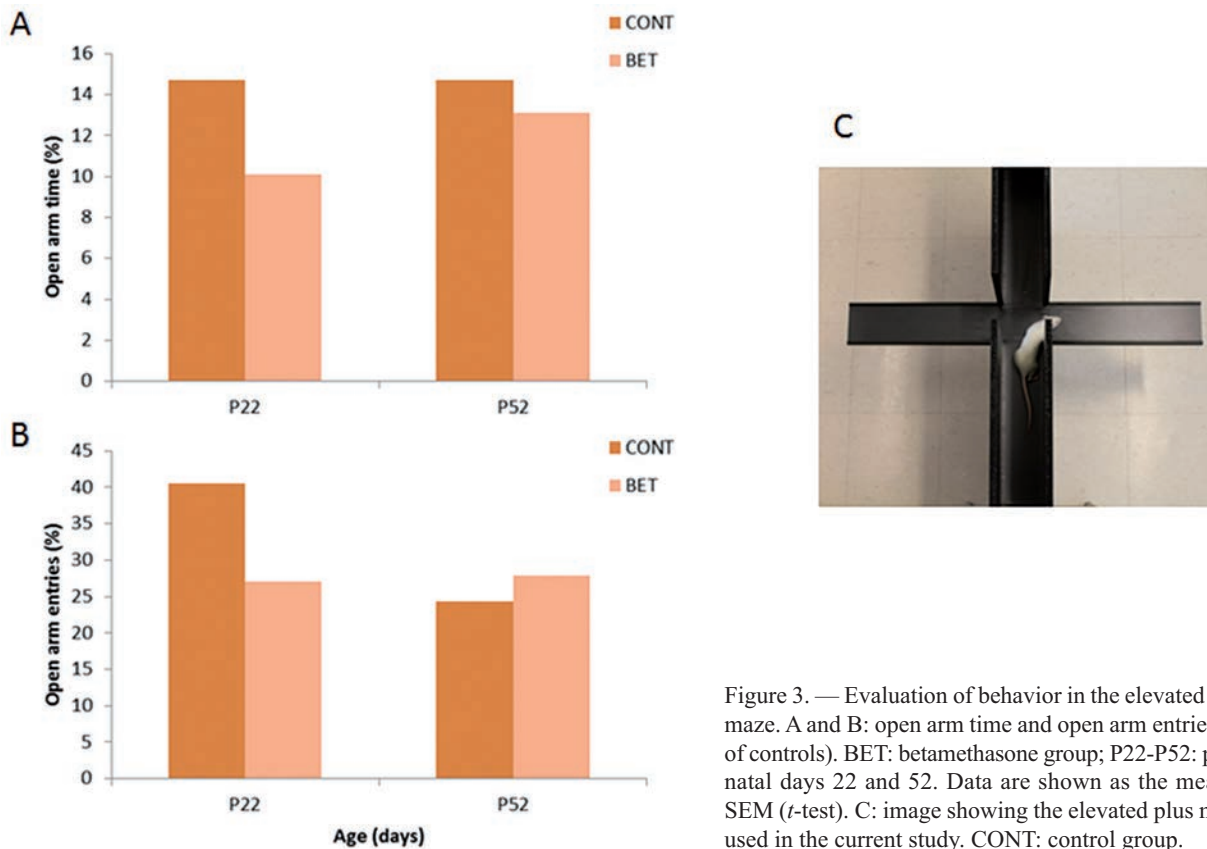 A
CONT
BET
16
14
12
10
8
6
4
2
0
Open arm time (%)
P22
P52
B
CONT
BET
45
40
35
30
25
20
15
10
5
0
Open arm entries (%)
P22
P52
Age (days)
C
Figure 3. — Evaluation of behavior in the elevated
maze. A and B: open arm time and open arm entrie
of controls). BET: betamethasone group; P22-P52: p
natal days 22 and 52. Data are shown as the mea
SEM (t-test). C: image showing the elevated plus n
used in the current study. CONT: control group.